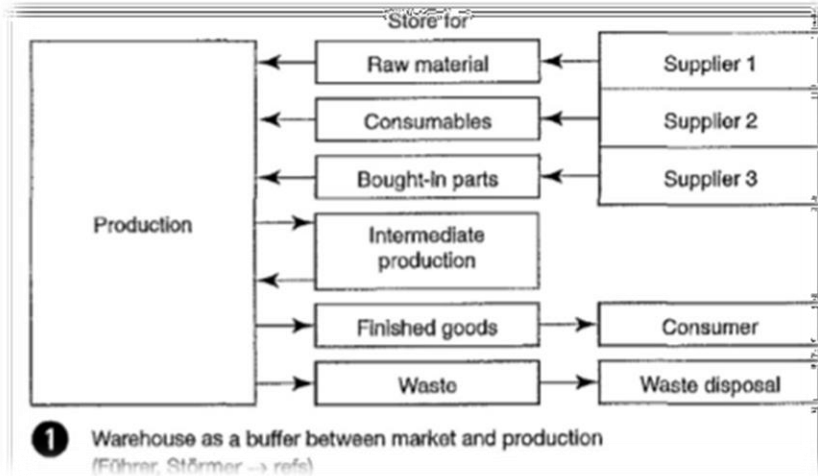 Store for
Raw material
Supplier 1
Consumables
Supplier 2
Bought-in parts
Supplier 3
Production
Intermediate
production
Finished goods
Consumer
Waste
Waste disposal
1 Warehouse as a buffer between market and production
(Führer, Störmer → refs)